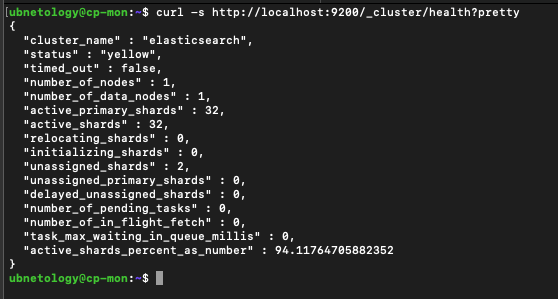 ubnetology@cp-mon:~$ curl -s http://localhost:9200/_cluster/health?pretty
{
  "cluster_name" : "elasticsearch",
  "status" : "yellow",
  "timed_out" : false,
  "number_of_nodes" : 1,
  "number_of_data_nodes" : 1,
  "active_primary_shards" : 32,
  "active_shards" : 32,
  "relocating_shards" : 0,
  "initializing_shards" : 0,
  "unassigned_shards" : 2,
  "unassigned_primary_shards" : 0,
  "delayed_unassigned_shards" : 0,
  "number_of_pending_tasks" : 0,
  "number_of_in_flight_fetch" : 0,
  "task_max_waiting_in_queue_millis" : 0,
  "active_shards_percent_as_number" : 94.11764705882352
}
ubnetology@cp-mon:~$